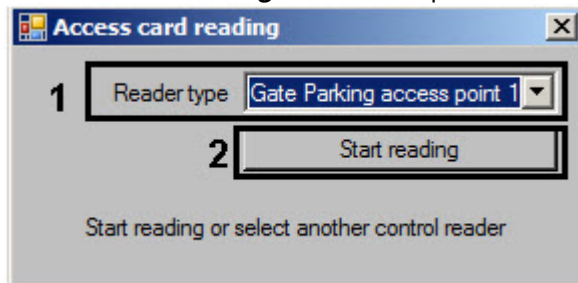 Access card reading
1 Reader type Gate Parking access point 1
2 Start reading
Start reading or select another control reader